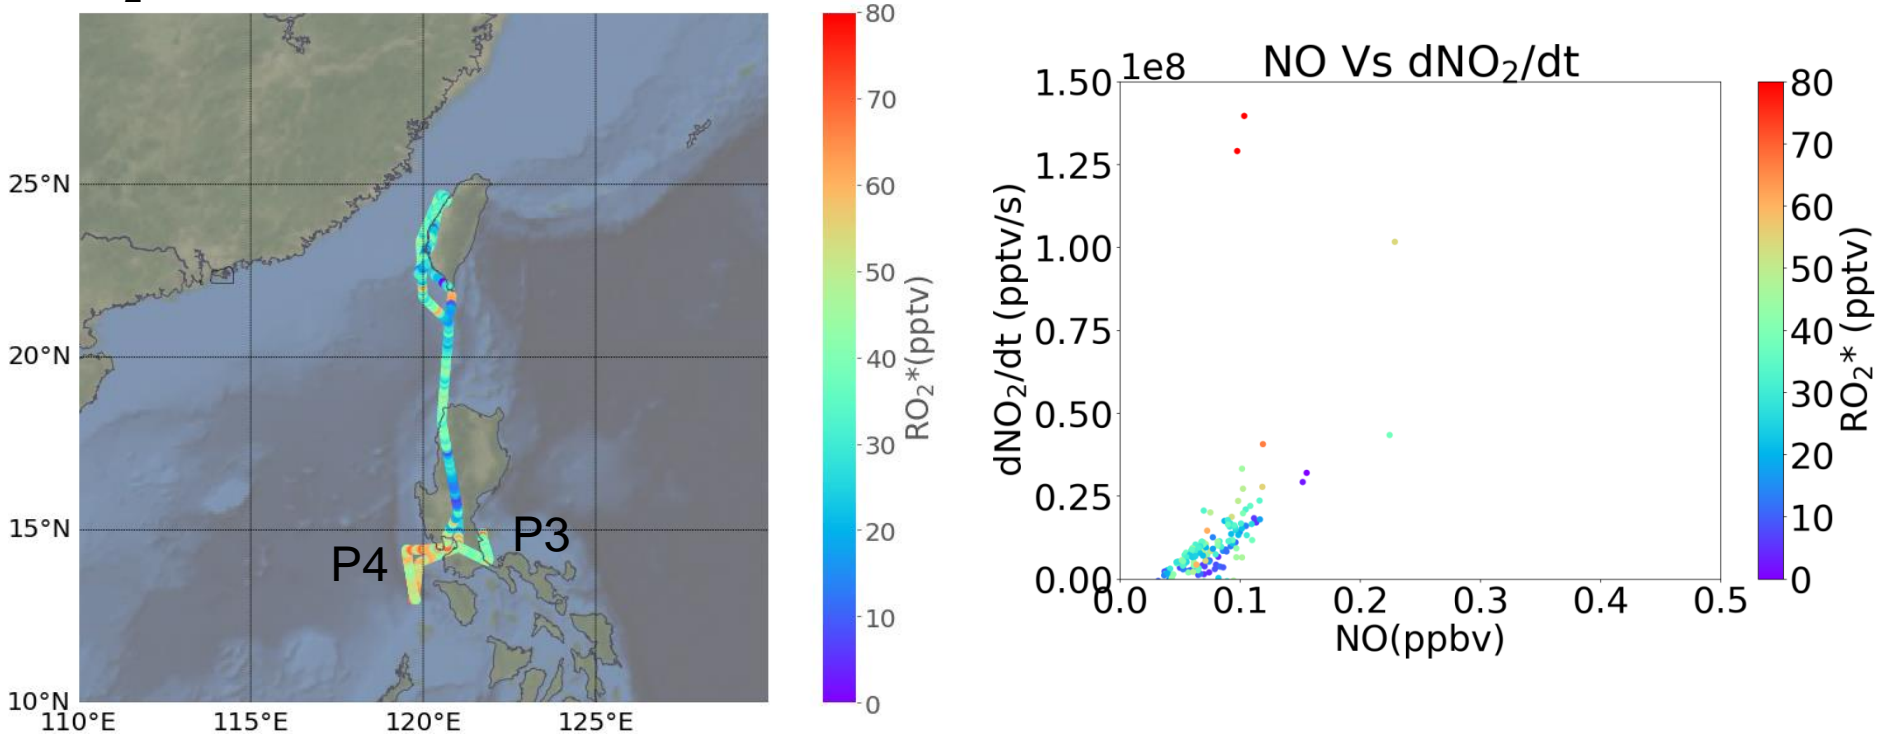 25°N
20°N
15°N
10°N
110°E
115°E
120°E
125°E
P4
P3
80
70
60
50
40
30
20
10
0
RO₂*(pptv)
NO Vs dNO₂/dt
1e8
1.50
1.25
1.00
0.75
0.50
0.25
0.00
dNO₂/dt (pptv/s)
0.0
0.1
0.2
0.3
0.4
0.5
NO(ppbv)
80
70
60
50
40
30
20
10
0
RO₂* (pptv)